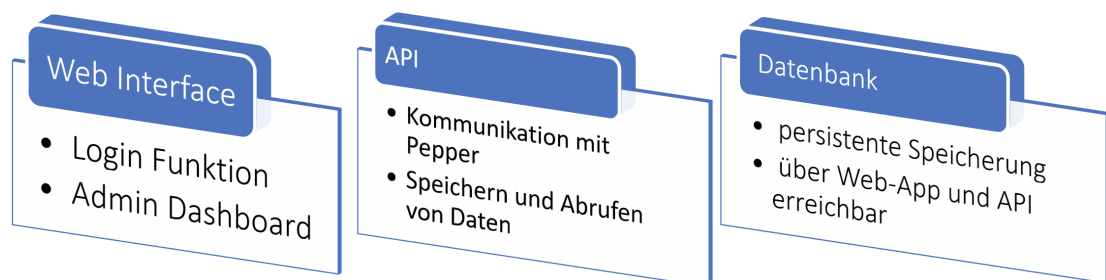 Web Interface
• Login Funktion
• Admin Dashboard
API
• Kommunikation mit
Pepper
• Speichern und Abrufen
von Daten
Datenbank
• persistente Speicherung
• über Web-App und API
erreichbar